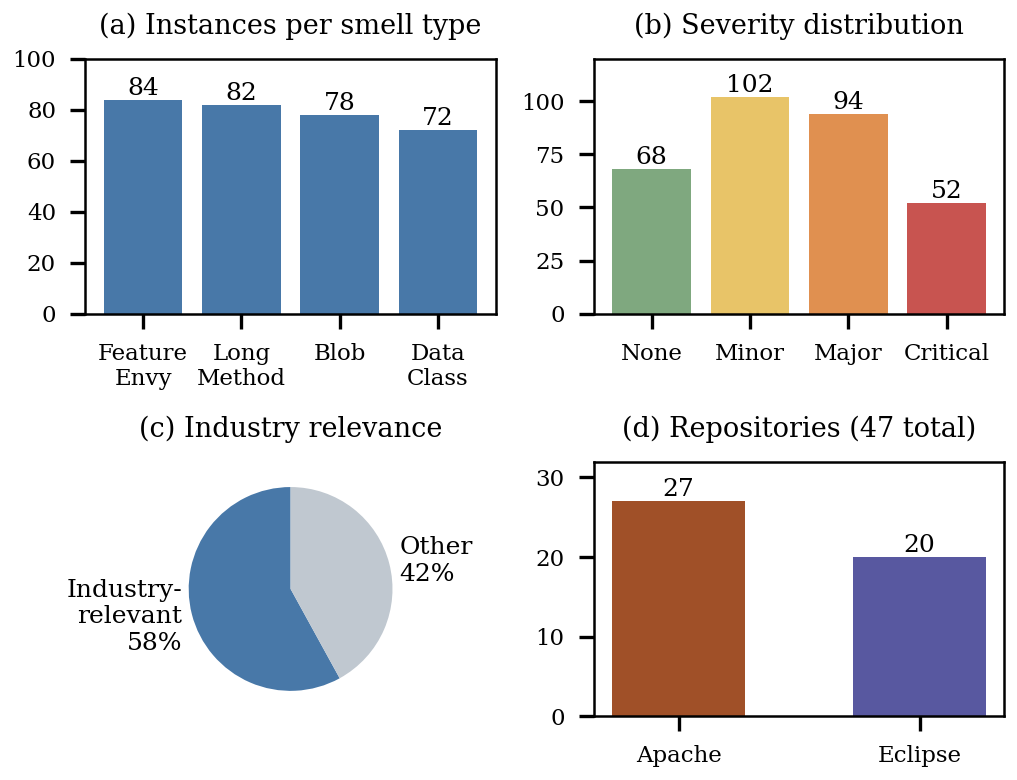 (a) Instances per smell type
100
80
60
40
20
0
84
82
78
72
Feature
Envy
Long
Method
Blob
Data
Class
(b) Severity distribution
100
75
50
25
0
68
102
94
52
None
Minor
Major
Critical
(c) Industry relevance
Industry-
relevant
58%
Other
42%
(d) Repositories (47 total)
30
20
10
0
27
20
Apache
Eclipse